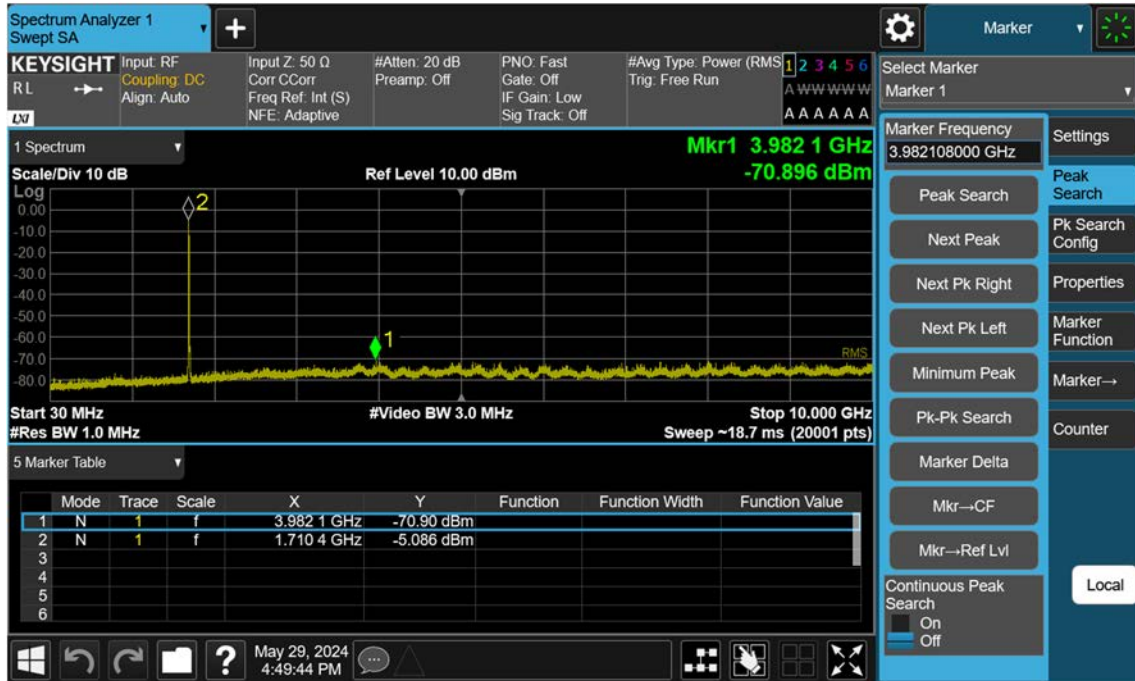 Spectrum Analyzer 1
Swept SA
Marker
KEYSIGHT
R L
LXI
Input: RF
Coupling: DC
Align: Auto
Input Z: 50 Ω
Corr CCorr
Freq Ref: Int (S)
NFE: Adaptive
#Atten: 20 dB
Preamp: Off
PNO: Fast
Gate: Off
IF Gain: Low
Sig Track: Off
#Avg Type: Power (RMS
Trig: Free Run
1 2 3 4 5 6
A W W W W W
A A A A A A
Select Marker
Marker 1
1 Spectrum
Mkr1 3.982 1 GHz
-70.896 dBm
Scale/Div 10 dB
Ref Level 10.00 dBm
Log
0.00
-10.0
-20.0
-30.0
-40.0
-50.0
-60.0
-70.0
-80.0
2
1
RMS
Start 30 MHz
#Video BW 3.0 MHz
Stop 10.000 GHz
#Res BW 1.0 MHz
Sweep ~18.7 ms (20001 pts)
5 Marker Table
Mode Trace Scale X Y Function Function Width Function Value
1 N 1 f 3.982 1 GHz -70.90 dBm
2 N 1 f 1.710 4 GHz -5.086 dBm
3
4
5
6
Marker Frequency
3.982108000 GHz
Peak Search
Next Peak
Next Pk Right
Next Pk Left
Minimum Peak
Pk-Pk Search
Marker Delta
Mkr→CF
Mkr→Ref Lvl
Continuous Peak
Search
On
Off
Settings
Peak
Search
Pk Search
Config
Properties
Marker
Function
Marker→
Counter
Local
?
May 29, 2024
4:49:44 PM